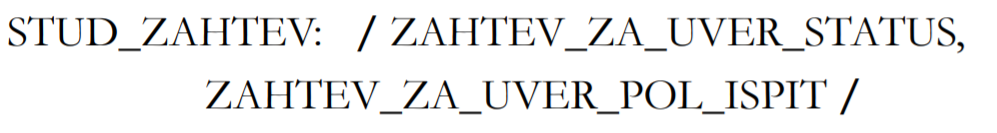 STUD_ZAHTEV: / ZAHTEV_ZA_UVER_STATUS,
ZAHTEV_ZA_UVER_POL_ISPIT /